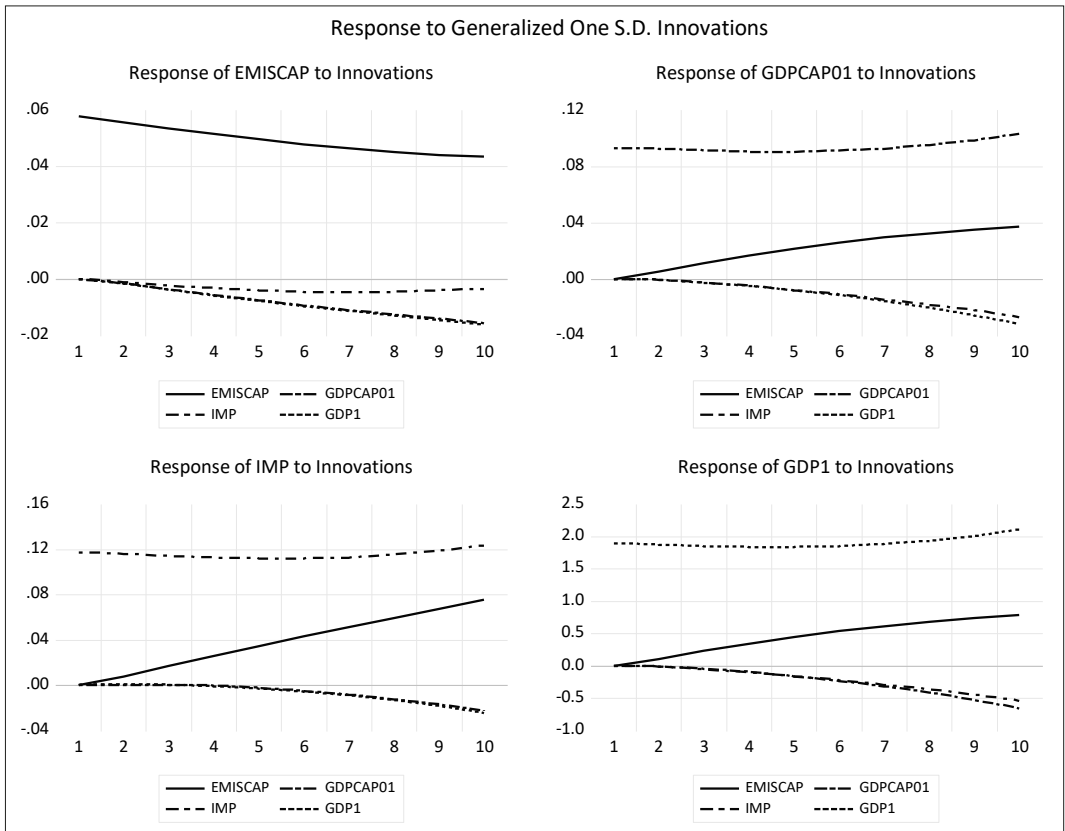 Response to Generalized One S.D. Innovations
Response of EMISCAP to Innovations
.06
.04
.02
.00
-.02
1 2 3 4 5 6 7 8 9 10
EMISCAP GDPCAP01
IMP GDP1
Response of GDPCAP01 to Innovations
.12
.08
.04
.00
-.04
1 2 3 4 5 6 7 8 9 10
EMISCAP GDPCAP01
IMP GDP1
Response of IMP to Innovations
.16
.12
.08
.04
.00
-.04
1 2 3 4 5 6 7 8 9 10
EMISCAP GDPCAP01
IMP GDP1
Response of GDP1 to Innovations
2.5
2.0
1.5
1.0
0.5
0.0
-0.5
-1.0
1 2 3 4 5 6 7 8 9 10
EMISCAP GDPCAP01
IMP GDP1